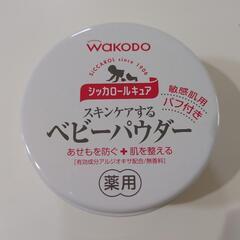 wakodo
SICCAROL since 1906
シッカロールキュア
敏感肌用
パフ付き
スキンケアする
ベビーパウダー
あせもを防ぐ+肌を整える
[有効成分アルジオキサ配合/無香料]
薬用